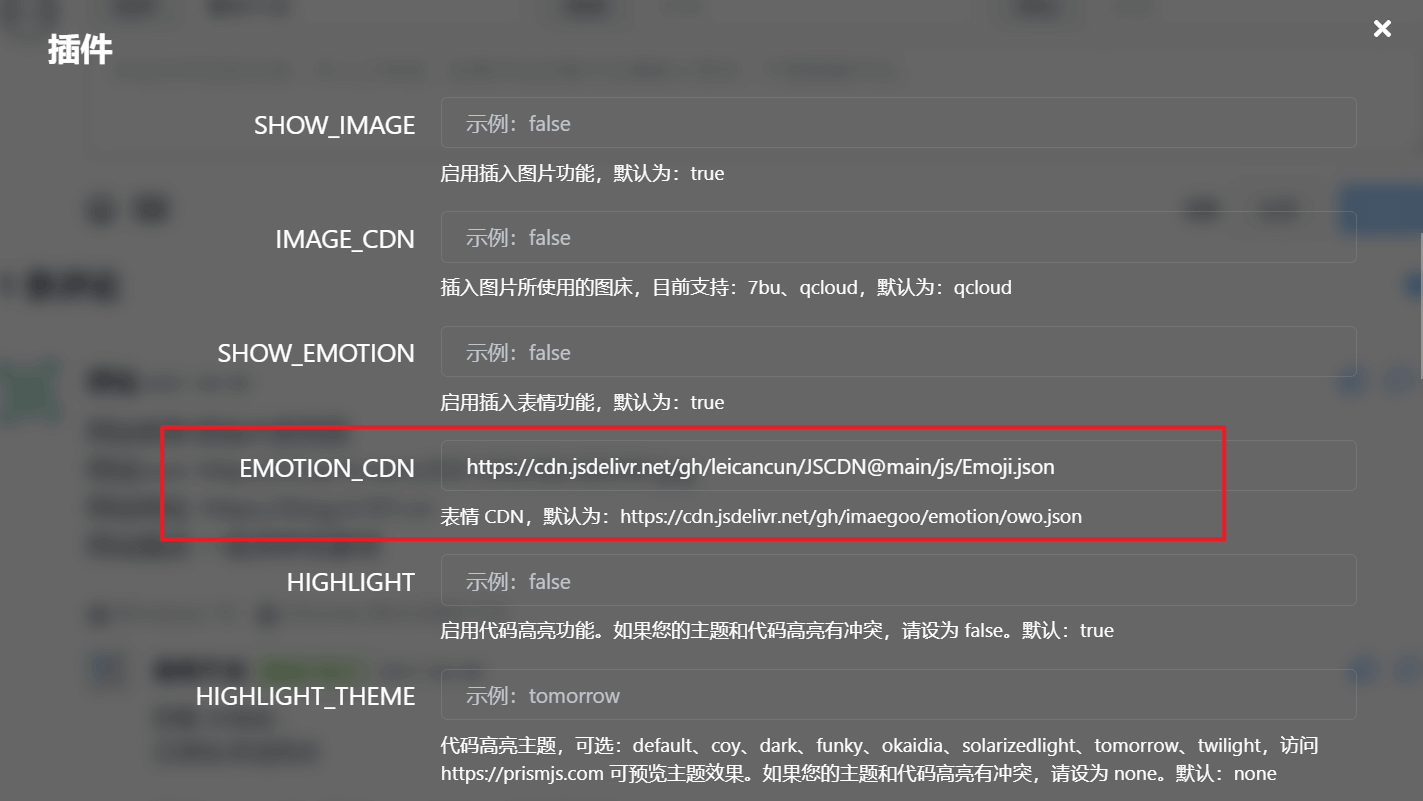 插件
SHOW_IMAGE
示例：false
启用插入图片功能，默认为：true
IMAGE_CDN
示例：false
插入图片所使用的图床，目前支持：7bu、qcloud，默认为：qcloud
SHOW_EMOTION
示例：false
启用插入表情功能，默认为：true
EMOTION_CDN
https://cdn.jsdelivr.net/gh/leicancun/JSCDN@main/js/Emoji.json
表情 CDN，默认为：https://cdn.jsdelivr.net/gh/imaegoo/emotion/owo.json
HIGHLIGHT
示例：false
启用代码高亮功能。如果您的主题和代码高亮有冲突，请设为 false。默认：true
HIGHLIGHT_THEME
示例：tomorrow
代码高亮主题，可选：default、coy、dark、funky、okaidia、solarizedlight、tomorrow、twilight，访问
https://prismjs.com 可预览主题效果。如果您的主题和代码高亮有冲突，请设为 none。默认：none